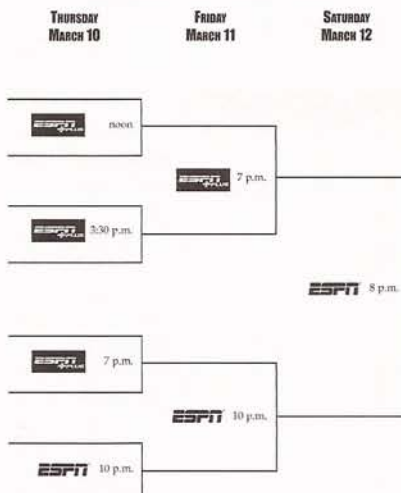 THURSDAY
MARCH 10
FRIDAY
MARCH 11
SATURDAY
MARCH 12
ESPN PLUS noon
ESPN PLUS 7 p.m.
ESPN PLUS 3:30 p.m.
ESPN 8 p.m.
ESPN PLUS 7 p.m.
ESPN 10 p.m.
ESPN 10 p.m.